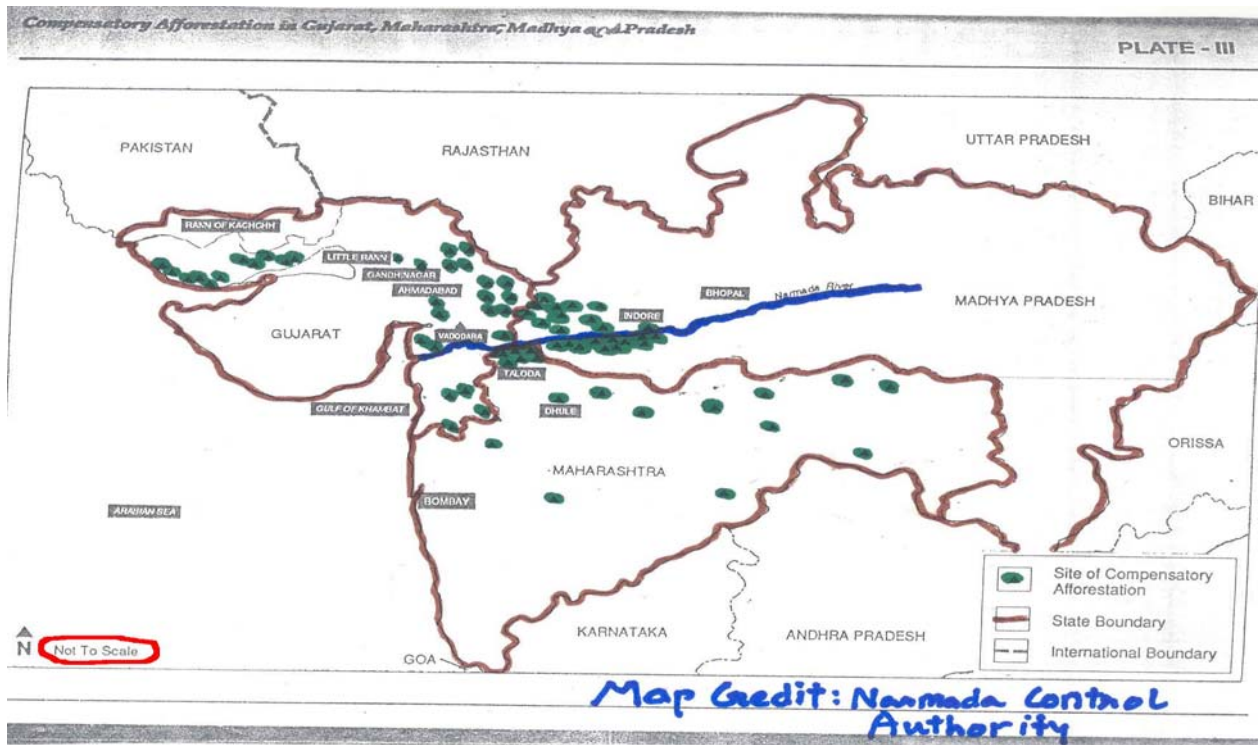 Compensatory Afforestation in Gujarat, Maharashtra, Madhya and Pradesh
PLATE - III
PAKISTAN
RAJASTHAN
UTTAR PRADESH
BIHAR
RANN OF KACHCHH
LITTLE RANN
GANDHINAGAR
AHMADABAD
BHOPAL
Narmada River
MADHYA PRADESH
INDORE
GUJARAT
VADODARA
TALODA
GULF OF KHAMBAT
DHULE
ORISSA
MAHARASHTRA
BOMBAY
ARABIAN SEA
Site of Compensatory
Afforestation
State Boundary
International Boundary
KARNATAKA
ANDHRA PRADESH
GOA
N
Not To Scale
Map Credit: Narmada Control
Authority